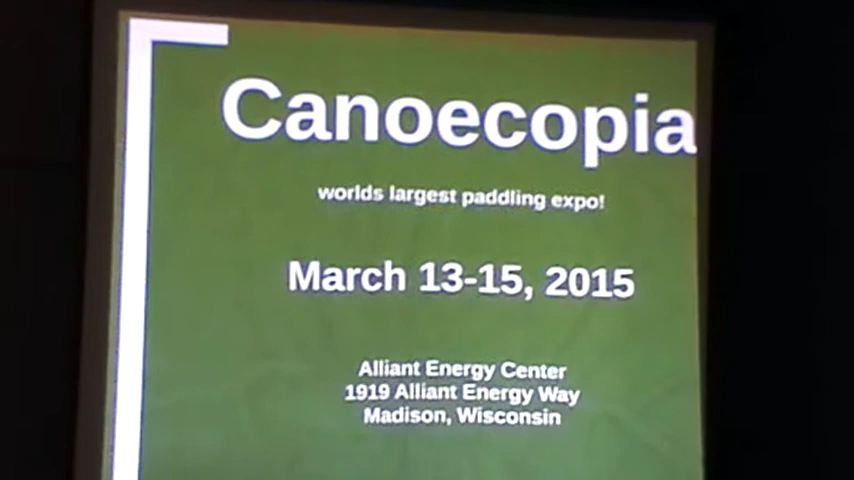 Canoecopia
worlds largest paddling expo!
March 13-15, 2015
Alliant Energy Center
1919 Alliant Energy Way
Madison, Wisconsin